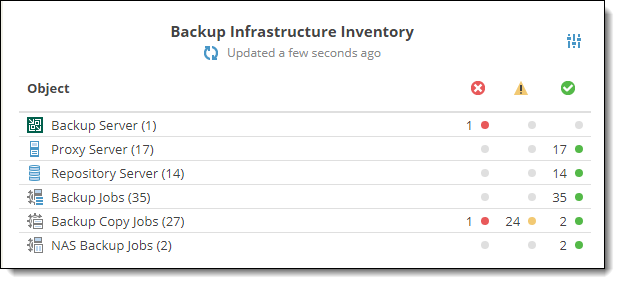 Backup Infrastructure Inventory
Updated a few seconds ago
Object
Backup Server (1) 1
Proxy Server (17) 17
Repository Server (14) 14
Backup Jobs (35) 35
Backup Copy Jobs (27) 1 24 2
NAS Backup Jobs (2) 2